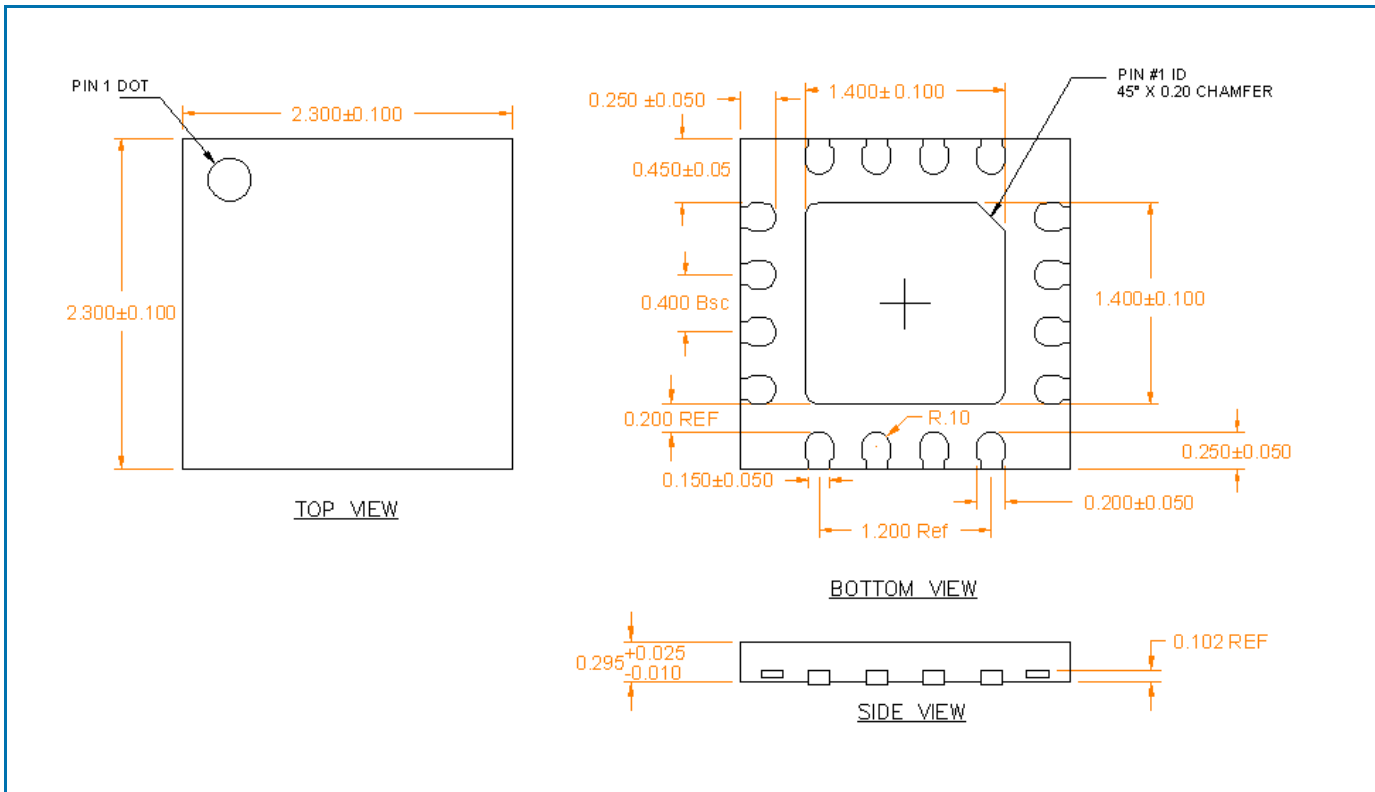 PIN 1 DOT
2.300±0.100
2.300±0.100
TOP VIEW
0.250 ±0.050
1.400±0.100
PIN #1 ID
45° X 0.20 CHAMFER
0.450±0.05
0.400 Bsc
1.400±0.100
0.200 REF
R.10
0.250±0.050
0.150±0.050
0.200±0.050
1.200 Ref
BOTTOM VIEW
0.295 +0.025
-0.010
0.102 REF
SIDE VIEW